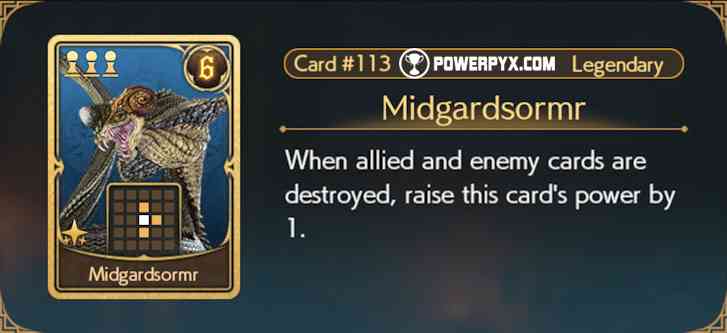 6
Card #113 POWERPYX.COM Legendary
Midgardsormr
When allied and enemy cards are
destroyed, raise this card's power by
1.
Midgardsormr